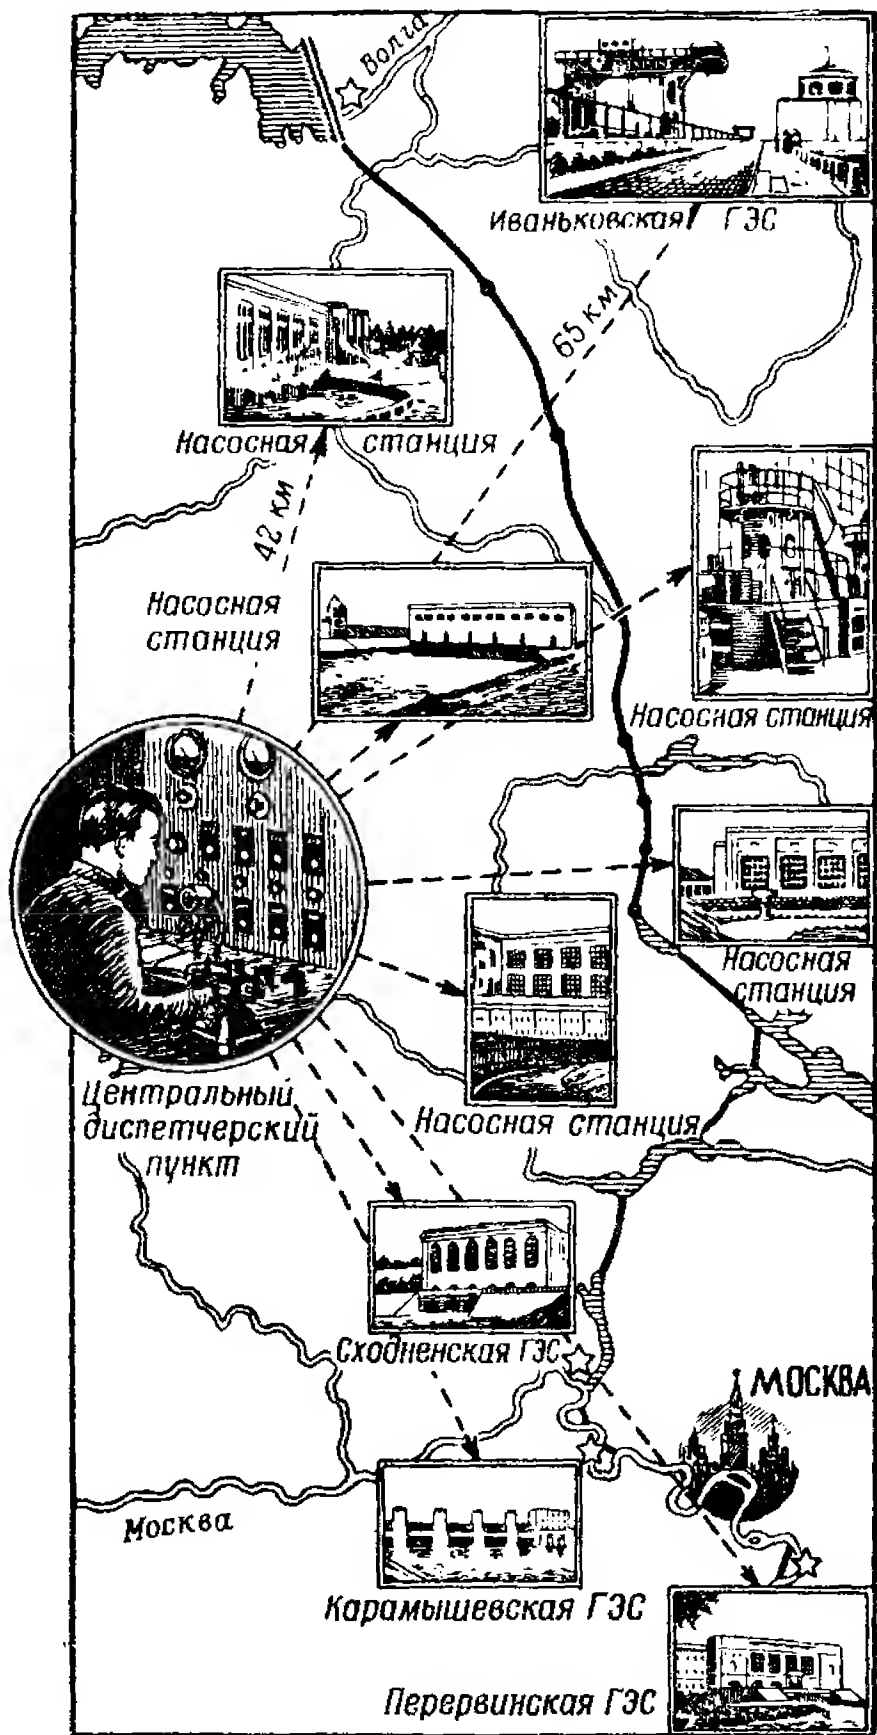 Волга
Иваньковская ГЭС
65 км
Насосная станция
42 км
Насосная
станция
Насосная станция
Насосная
станция
Центральный
диспетчерский
пункт
Насосная станция
Сходненская ГЭС
МОСКВА
Москва
Карамышевская ГЭС
Перервинская ГЭС